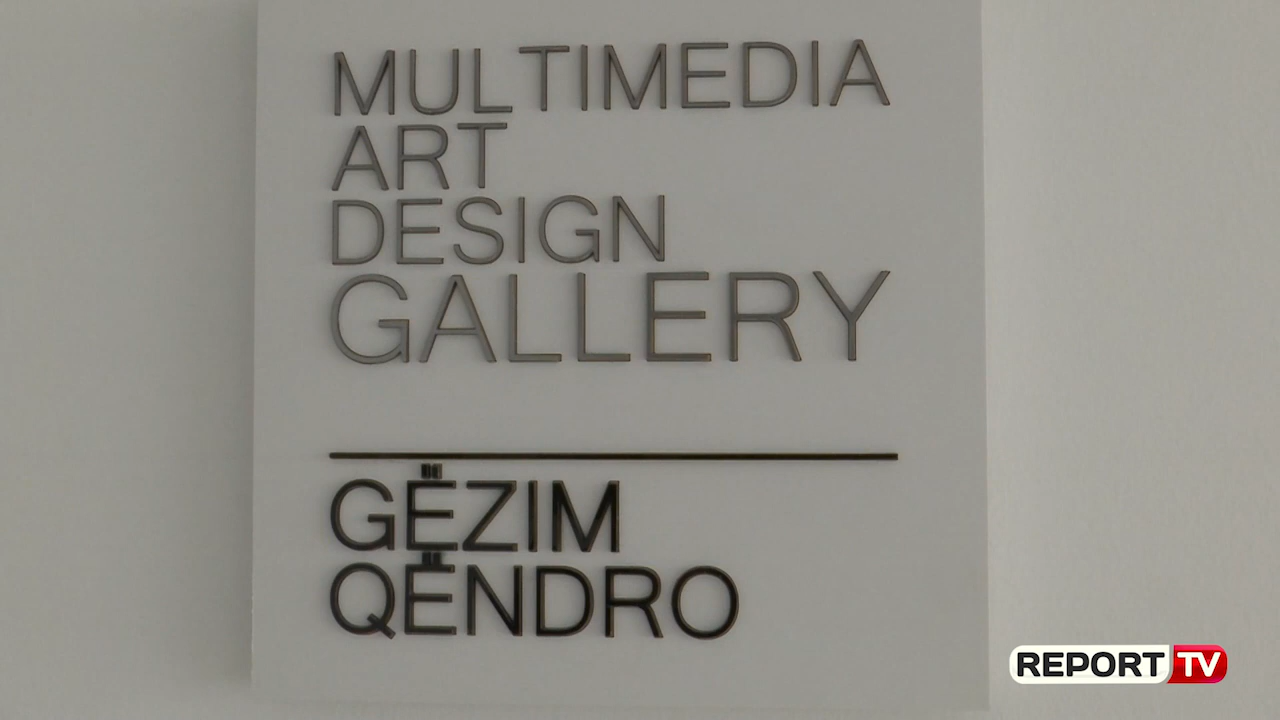 MULTIMEDIA
ART
DESIGN
GALLERY
GËZIM
QËNDRO
REPORT TV